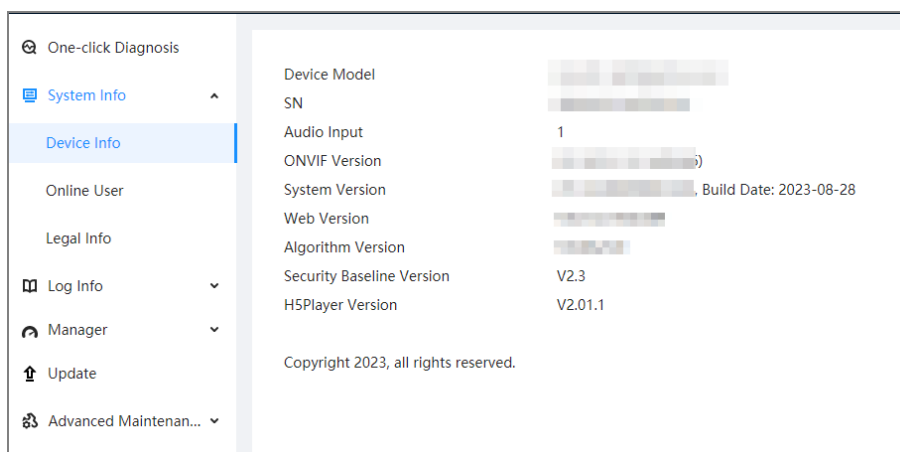 One-click Diagnosis
System Info
Device Info
Online User
Legal Info
Log Info
Manager
Update
Advanced Maintenan...
Device Model
SN
Audio Input 1
ONVIF Version )
System Version , Build Date: 2023-08-28
Web Version
Algorithm Version
Security Baseline Version V2.3
H5Player Version V2.01.1
Copyright 2023, all rights reserved.